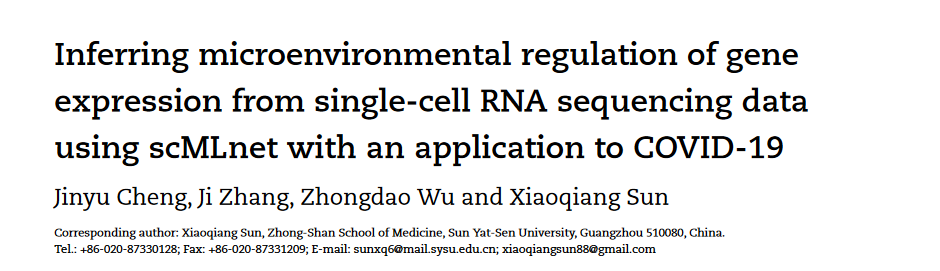 Inferring microenvironmental regulation of gene
expression from single-cell RNA sequencing data
using scMLnet with an application to COVID-19
Jinyu Cheng, Ji Zhang, Zhongdao Wu and Xiaoqiang Sun
Corresponding author: Xiaoqiang Sun, Zhong-Shan School of Medicine, Sun Yat-Sen University, Guangzhou 510080, China.
Tel.: +86-020-87330128; Fax: +86-020-87331209; E-mail: sunxq6@mail.sysu.edu.cn; xiaoqiangsun88@gmail.com